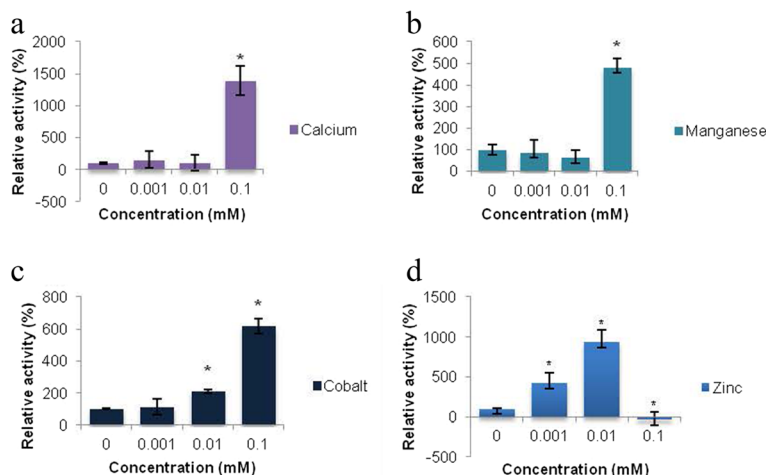 a
2000
1500
1000
500
0
-500
Relative activity (%)
*
0 0.001 0.01 0.1
Concentration (mM)
Calcium
b
600
500
400
300
200
100
0
Relative activity (%)
*
0 0.001 0.01 0.1
Concentration (mM)
Manganese
c
800
600
400
200
0
Relative activity (%)
*
*
0 0.001 0.01 0.1
Concentration (mM)
Cobalt
d
1500
1000
500
0
-500
Relative activity (%)
*
*
*
0 0.001 0.01 0.1
Concentration (mM)
Zinc